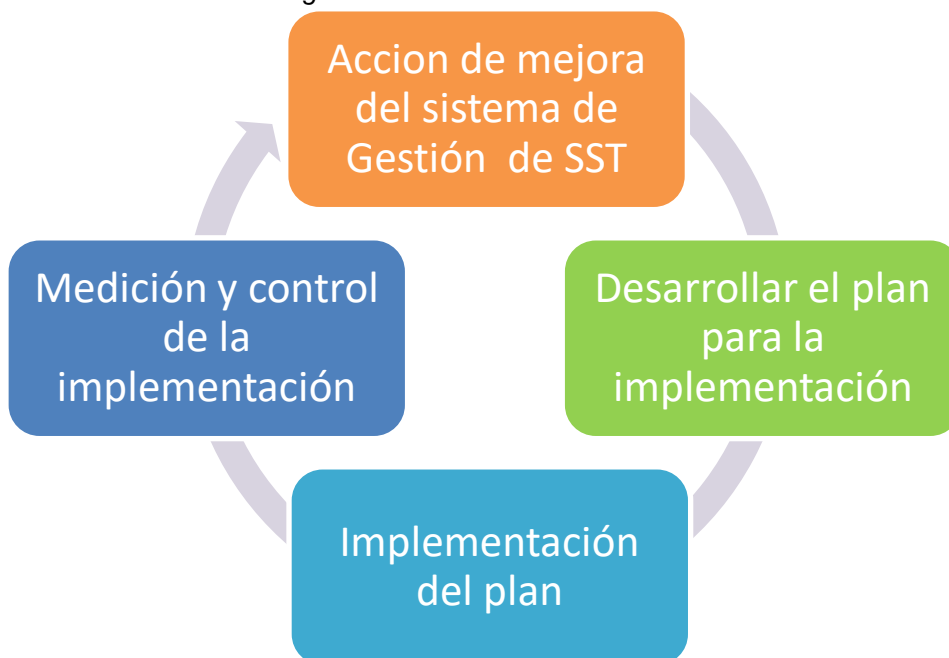 Accion de mejora
del sistema de
Gestión de SST
Medición y control
de la
implementación
Desarrollar el plan
para la
implementación
Implementación
del plan